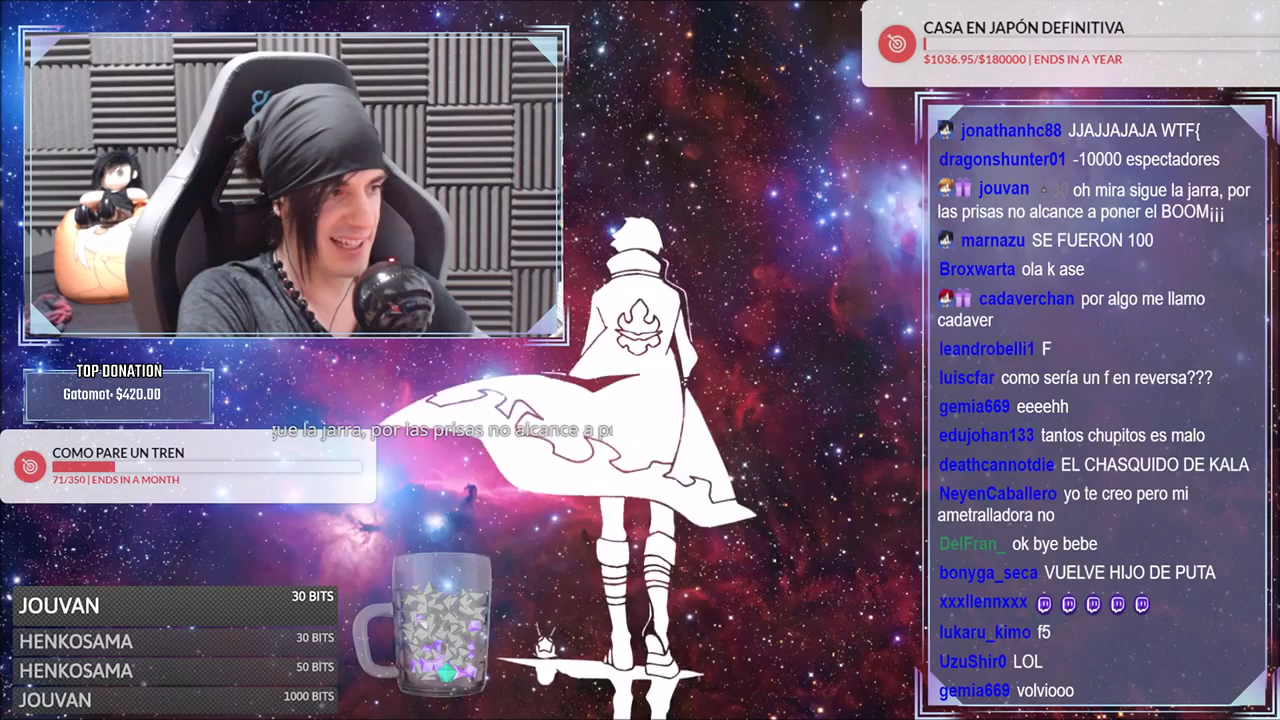 CASA EN JAPÓN DEFINITIVA
$1036.95/$180000 | ENDS IN A YEAR
jonathanhc88 JJAJJAJAJA WTF{
dragonshunter01 -10000 espectadores
jouvan oh mira sigue la jarra, por
las prisas no alcance a poner el BOOM¡¡¡
marnazu SE FUERON 100
Broxwarta ola k ase
cadaverchan por algo me llamo
cadaver
leandrobelli1 F
luiscfar como sería un f en reversa???
gemia669 eeeehh
edujohan133 tantos chupitos es malo
deathcannotdie EL CHASQUIDO DE KALA
NeyenCaballero yo te creo pero mi
ametralladora no
DelFran_ ok bye bebe
bonyga_seca VUELVE HIJO DE PUTA
xxxllennxxx
lukaru_kimo f5
UzuShir0 LOL
gemia669 volviooo
TOP DONATION
Gatomat: $420.00
gue la jarra, por las prisas no alcance a p
COMO PARE UN TREN
71/350 | ENDS IN A MONTH
JOUVAN 30 BITS
HENKOSAMA 30 BITS
HENKOSAMA 50 BITS
JOUVAN 1000 BITS